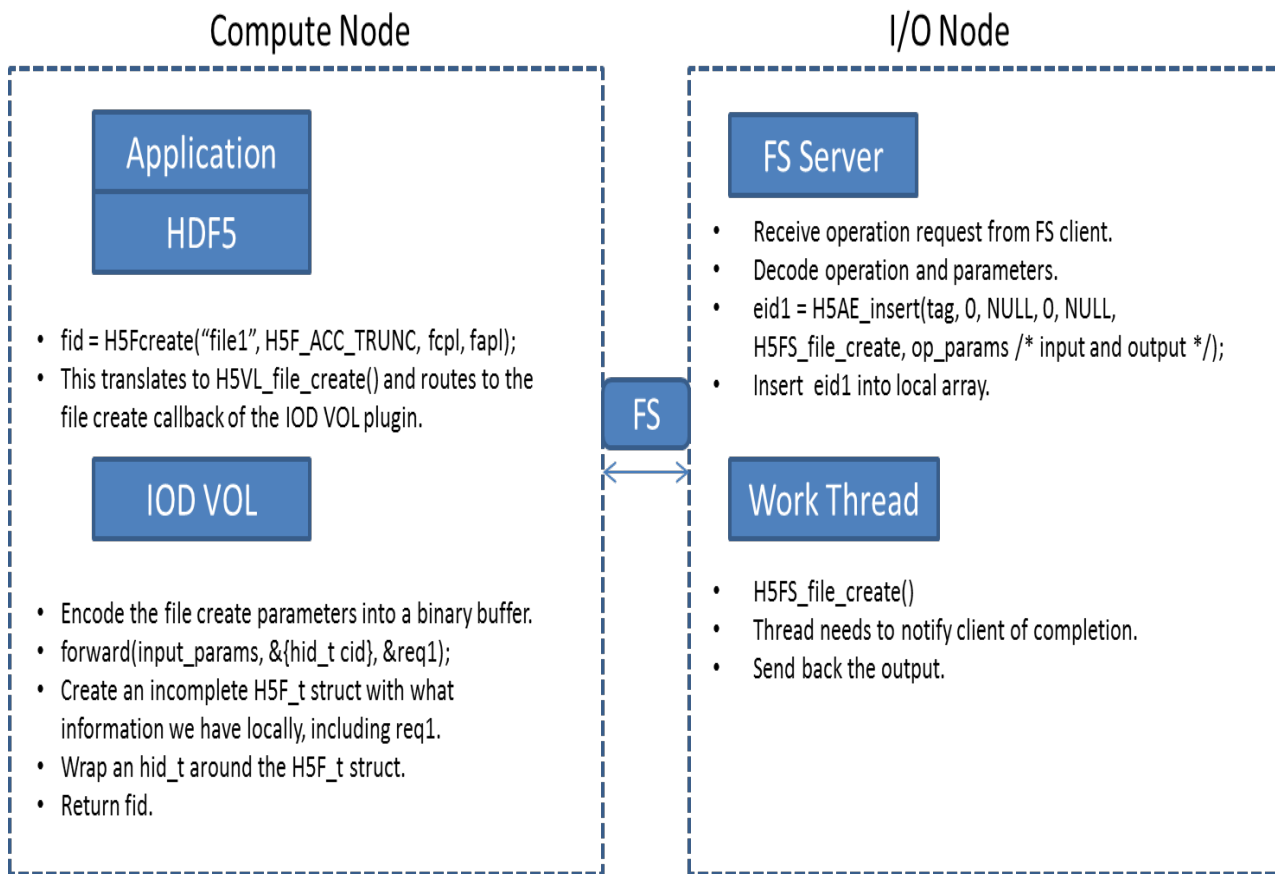 Compute Node
Application
HDF5
• fid = H5Fcreate(“file1”, H5F_ACC_TRUNC, fcpl, fapl);
• This translates to H5VL_file_create() and routes to the
file create callback of the IOD VOL plugin.
IOD VOL
• Encode the file create parameters into a binary buffer.
• forward(input_params, &{hid_t cid}, &req1);
• Create an incomplete H5F_t struct with what
information we have locally, including req1.
• Wrap an hid_t around the H5F_t struct.
• Return fid.
FS
I/O Node
FS Server
• Receive operation request from FS client.
• Decode operation and parameters.
• eid1 = H5AE_insert(tag, 0, NULL, 0, NULL,
H5FS_file_create, op_params /* input and output */);
• Insert eid1 into local array.
Work Thread
• H5FS_file_create()
• Thread needs to notify client of completion.
• Send back the output.